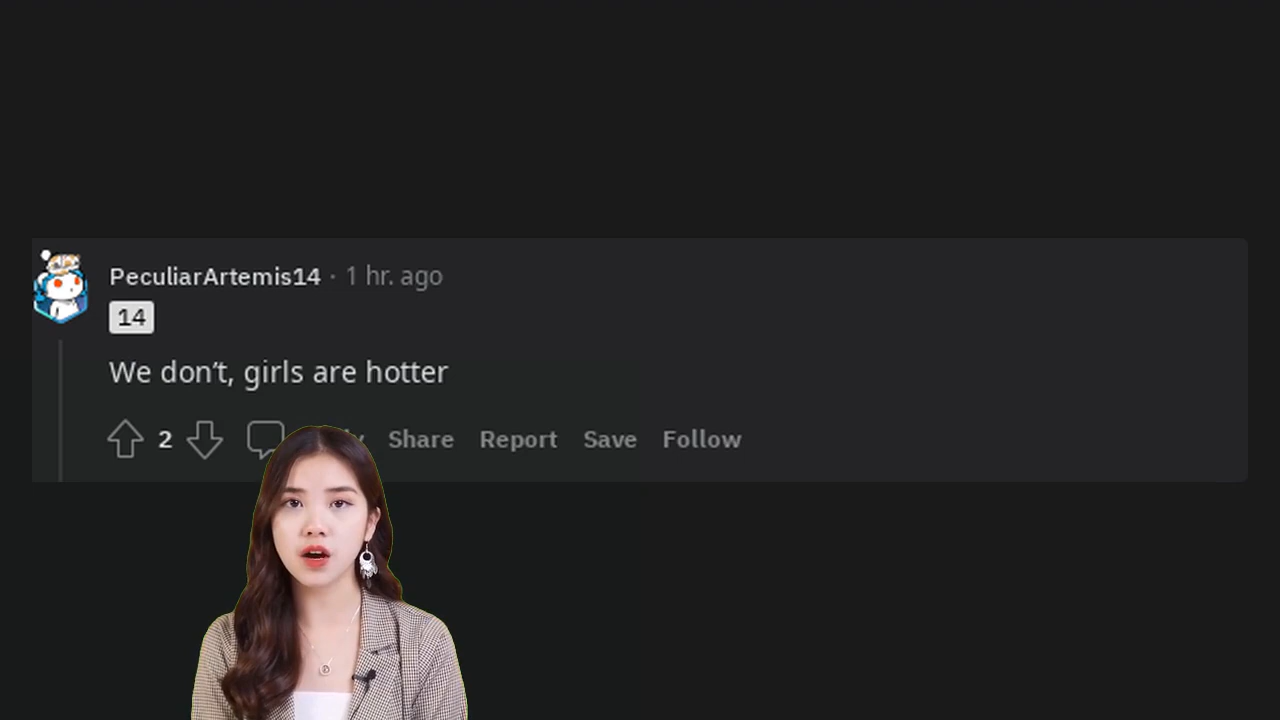 PeculiarArtemis14 · 1 hr. ago
14
We don't, girls are hotter
2 Share Report Save Follow